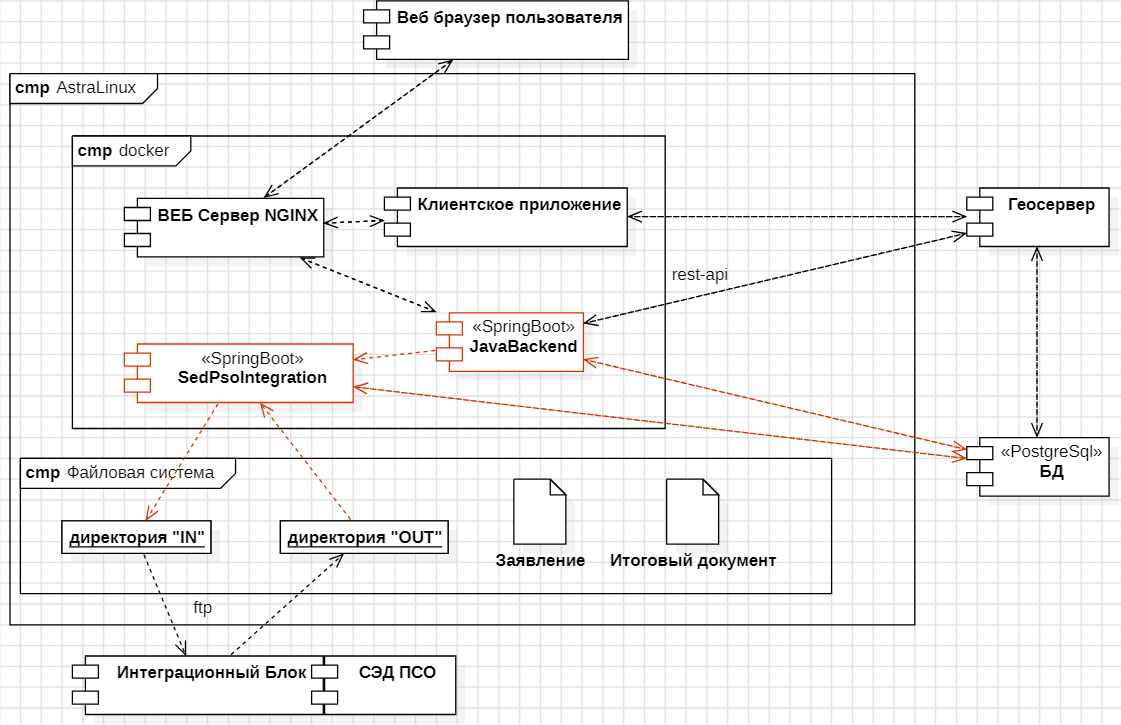 Веб браузер пользователя
cmp AstraLinux
cmp docker
ВЕБ Сервер NGINX
Клиентское приложение
Геосервер
rest-api
«SpringBoot»
JavaBackend
«SpringBoot»
SedPsoIntegration
«PostgreSql»
БД
cmp Файловая система
директория "IN"
директория "OUT"
Заявление
Итоговый документ
ftp
Интеграционный Блок
СЭД ПСО